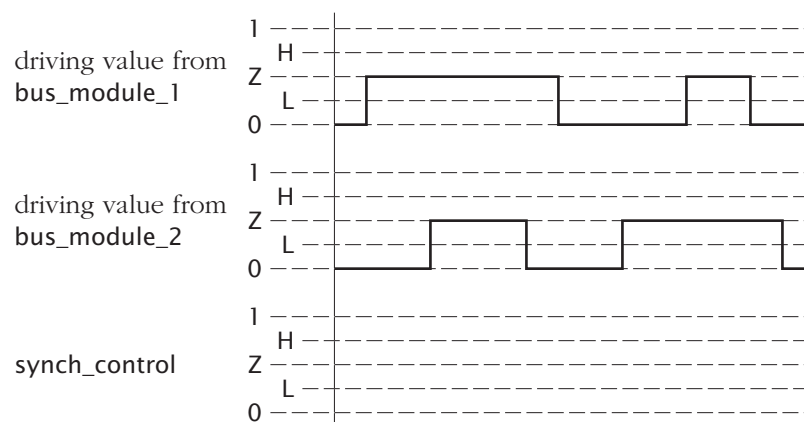 1
H
driving value from
Z
bus_module_1
L
0
1
H
driving value from
Z
bus_module_2
L
0
1
H
synch_control
Z
L
0